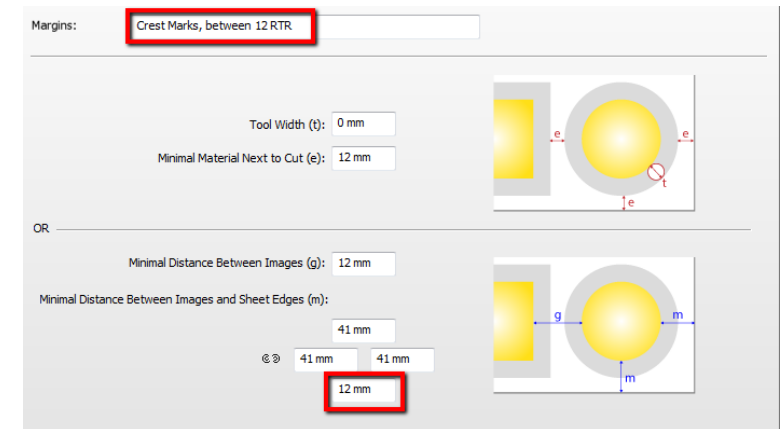 Margins: Crest Marks, between 12 RTR
Tool Width (t): 0 mm
Minimal Material Next to Cut (e): 12 mm
e e
t
e
OR
Minimal Distance Between Images (g): 12 mm
Minimal Distance Between Images and Sheet Edges (m):
g m
41 mm
41 mm 41 mm
m
12 mm